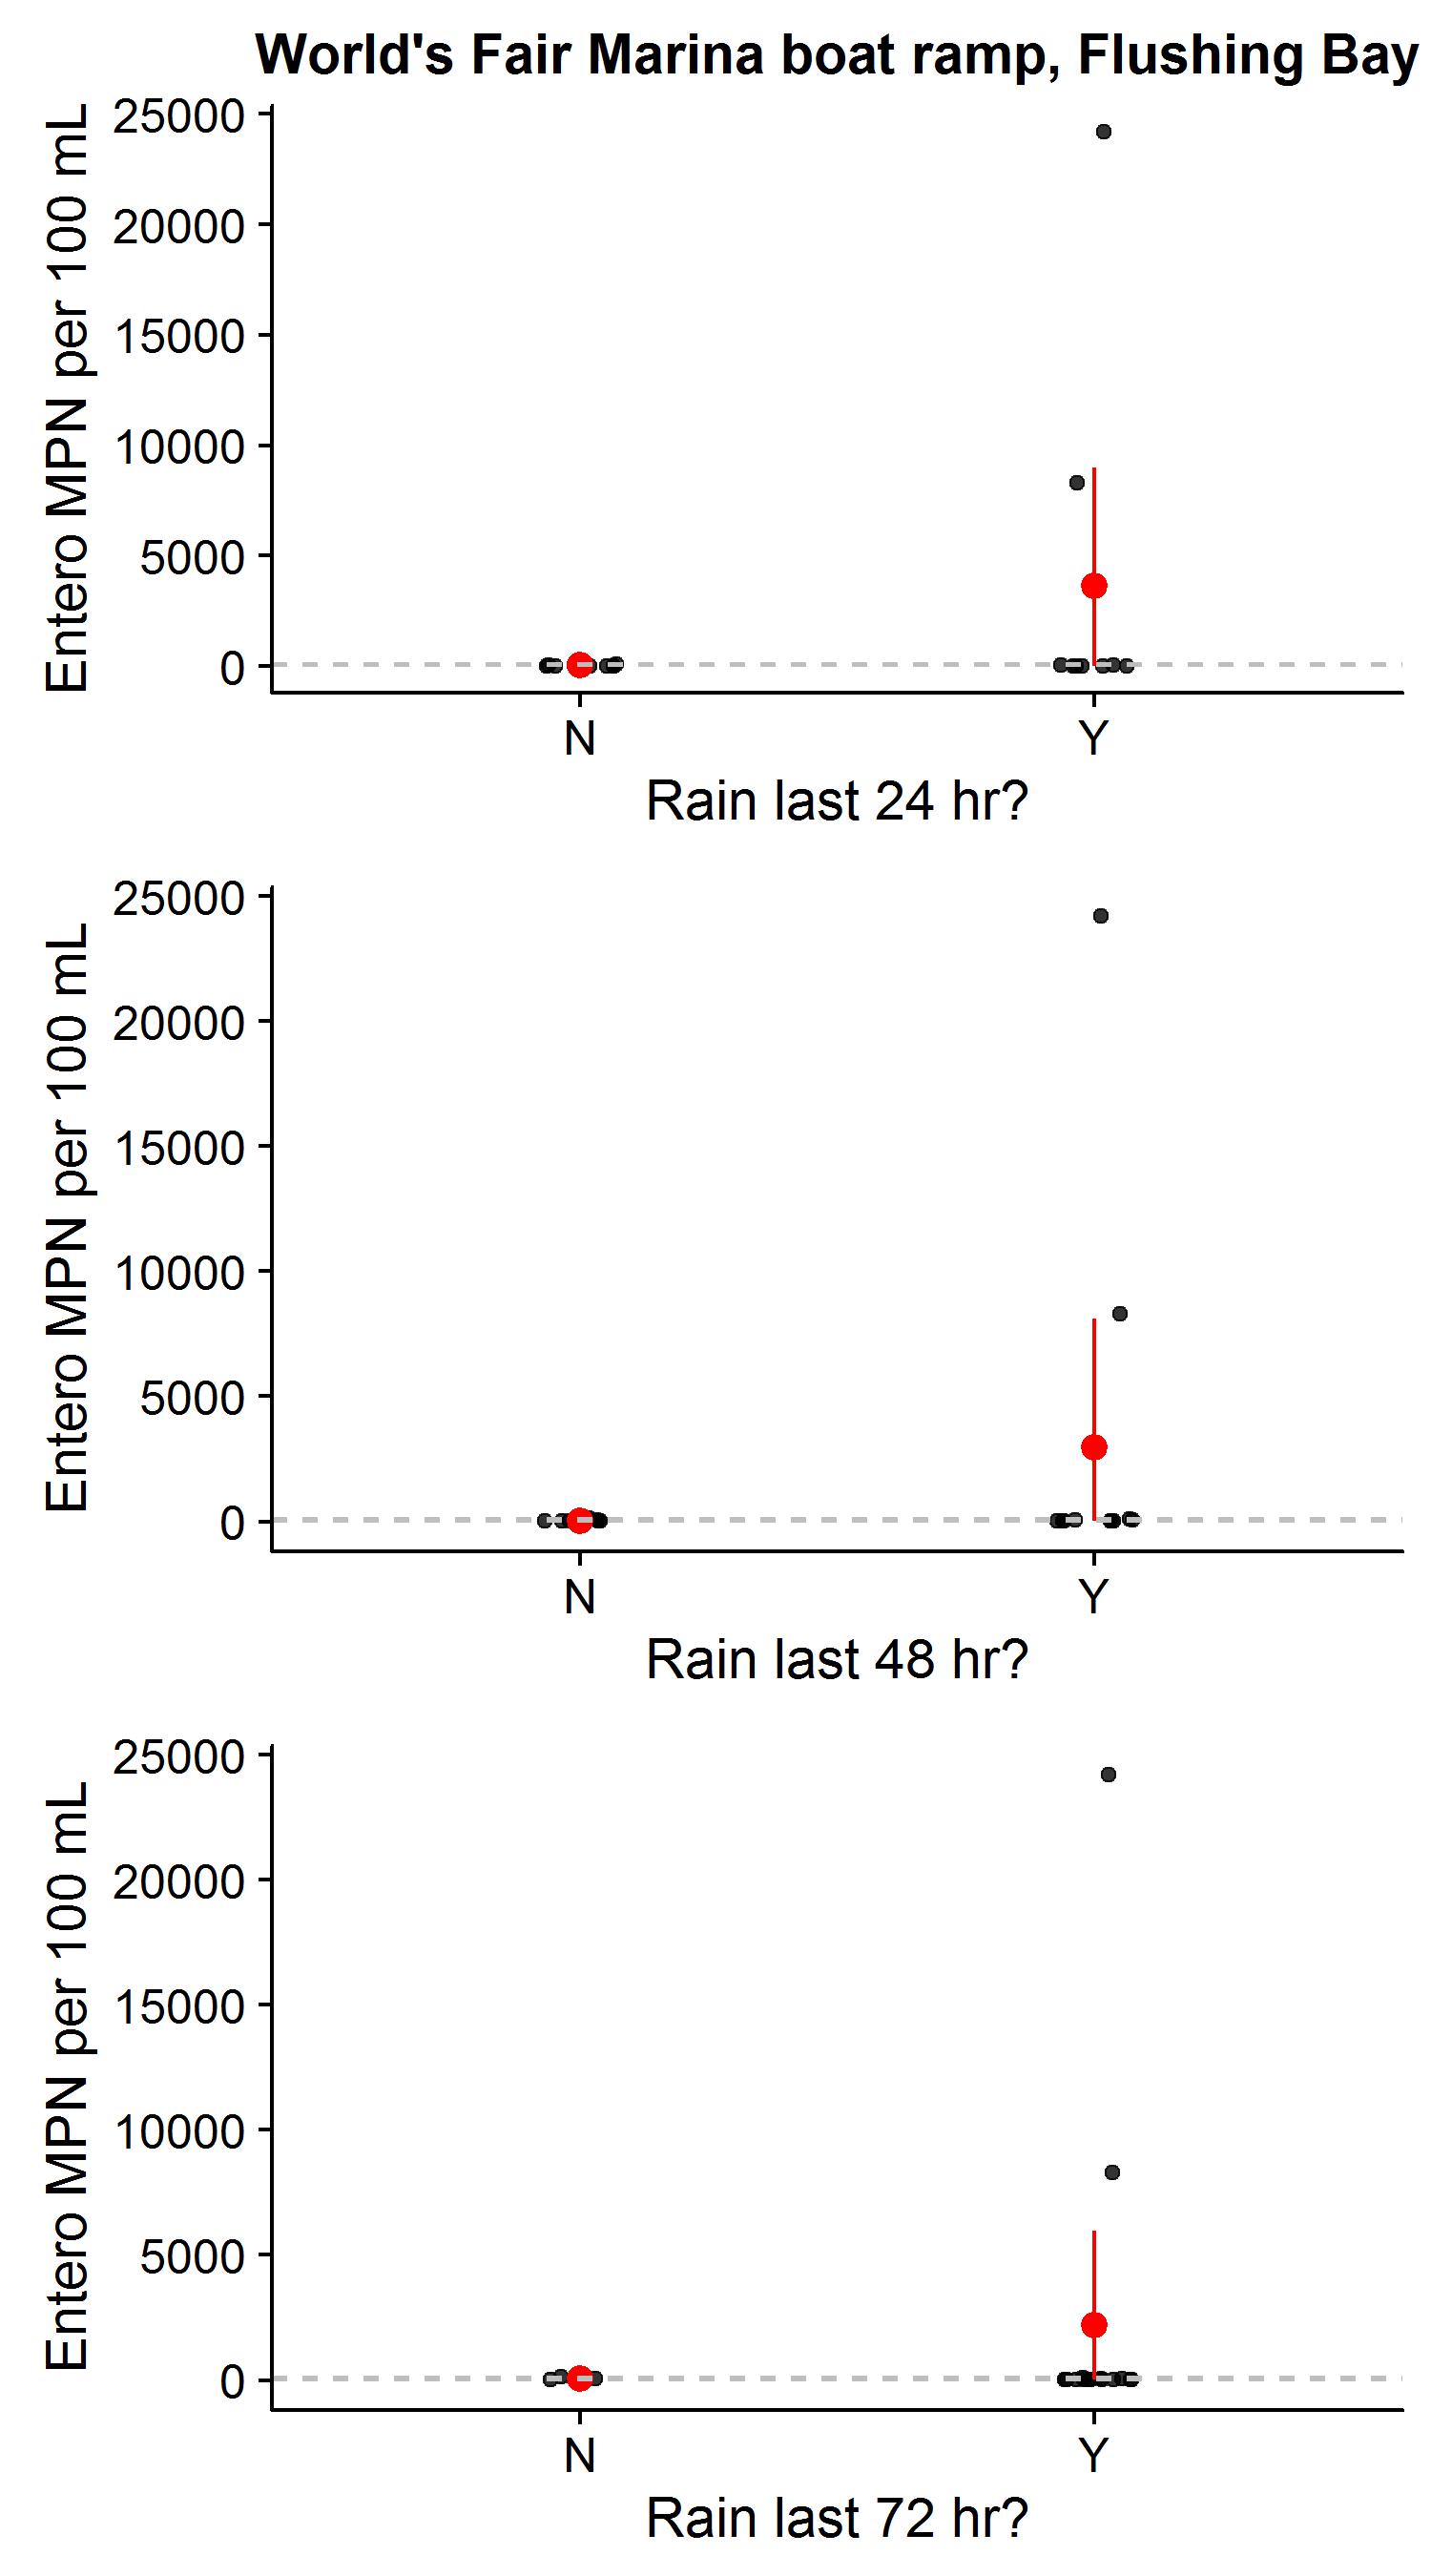 World's Fair Marina boat ramp, Flushing Bay
Entero MPN per 100 mL
25000
20000
15000
10000
5000
0
N Y
Rain last 24 hr?
Entero MPN per 100 mL
25000
20000
15000
10000
5000
0
N Y
Rain last 48 hr?
Entero MPN per 100 mL
25000
20000
15000
10000
5000
0
N Y
Rain last 72 hr?